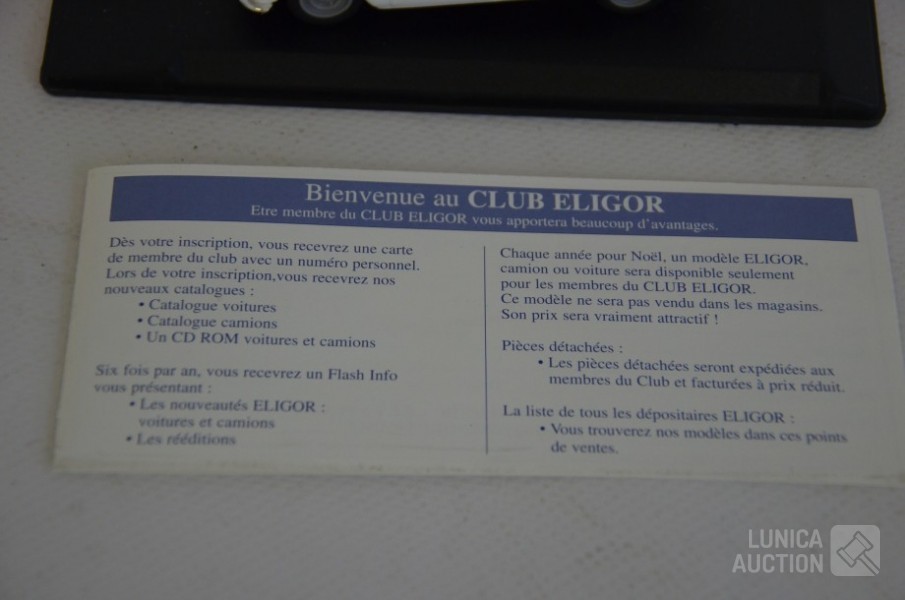 Bienvenue au CLUB ELIGOR
Etre membre du CLUB ELIGOR vous apportera beaucoup d'avantages.
Dès votre inscription, vous recevrez une carte
de membre du club avec un numéro personnel.
Lors de votre inscription,vous recevrez nos
nouveaux catalogues :
• Catalogue voitures
• Catalogue camions
• Un CD ROM voitures et camions
Six fois par an, vous recevrez un Flash Info
vous présentant :
• Les nouveautés ELIGOR :
voitures et camions
• Les rééditions
Chaque année pour Noël, un modèle ELIGOR,
camion ou voiture sera disponible seulement
pour les membres du CLUB ELIGOR.
Ce modèle ne sera pas vendu dans les magasins.
Son prix sera vraiment attractif !
Pièces détachées :
• Les pièces détachées seront expédiées aux
membres du Club et facturées à prix réduit.
La liste de tous les dépositaires ELIGOR :
• Vous trouverez nos modèles dans ces points
de ventes.
LUNICA
AUCTION